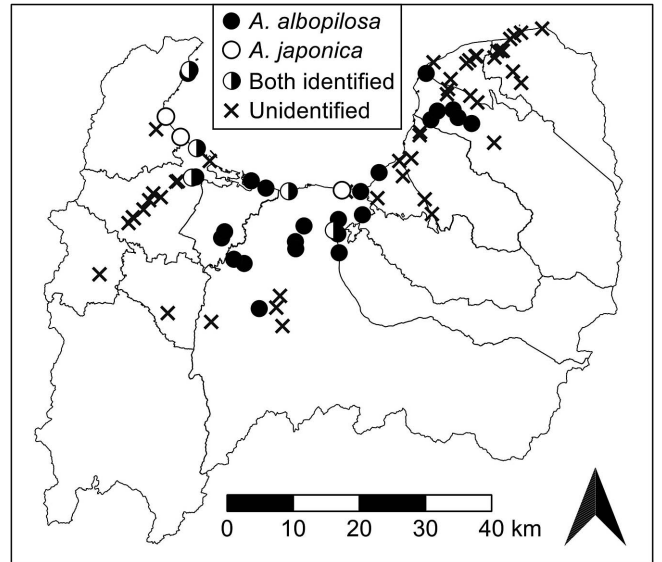 A. albopilosa
A. japonica
Both identified
Unidentified
0 10 20 30 40 km